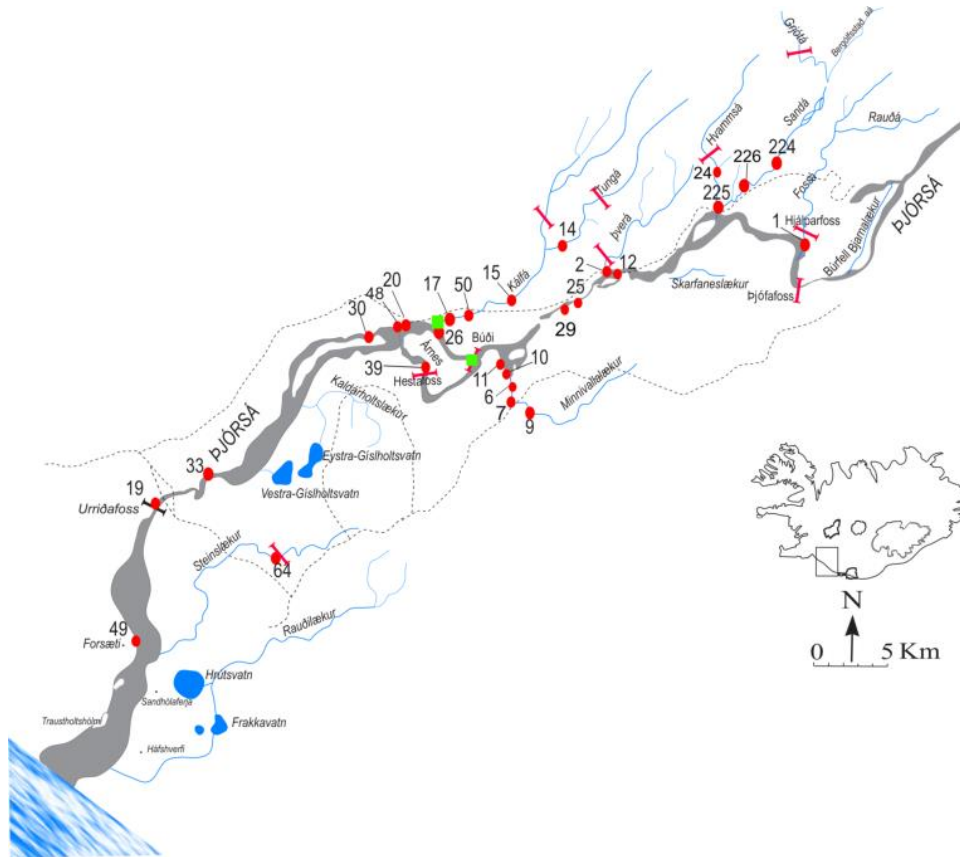 Grjótá
Bergólfsstað. aá
Sandá
Rauðá
Hvammsá
224
226
24
225
Fossá
Tungá
14
Þverá
1
Hjálparfoss
Búrfell
Bjarnalækur
ÞJÓRSÁ
2
12
Skarfaneslækur
Þjófafoss
15
Kálfá
25
29
20
17
50
48
30
26
Búði
Árnes
39
Hestafoss
11
10
6
7
9
Minnivallalækur
Kaldárholtslækur
ÞJÓRSÁ
Eystra-Gíslholtsvatn
Vestra-Gíslholtsvatn
33
19
Urriðafoss
Steinslækur
64
Rauðilækur
49
Forsæti
N
0 5 Km
Hrútsvatn
Sandhólaferja
Traustholtshólmi
Frakkavatn
Háfshverfi